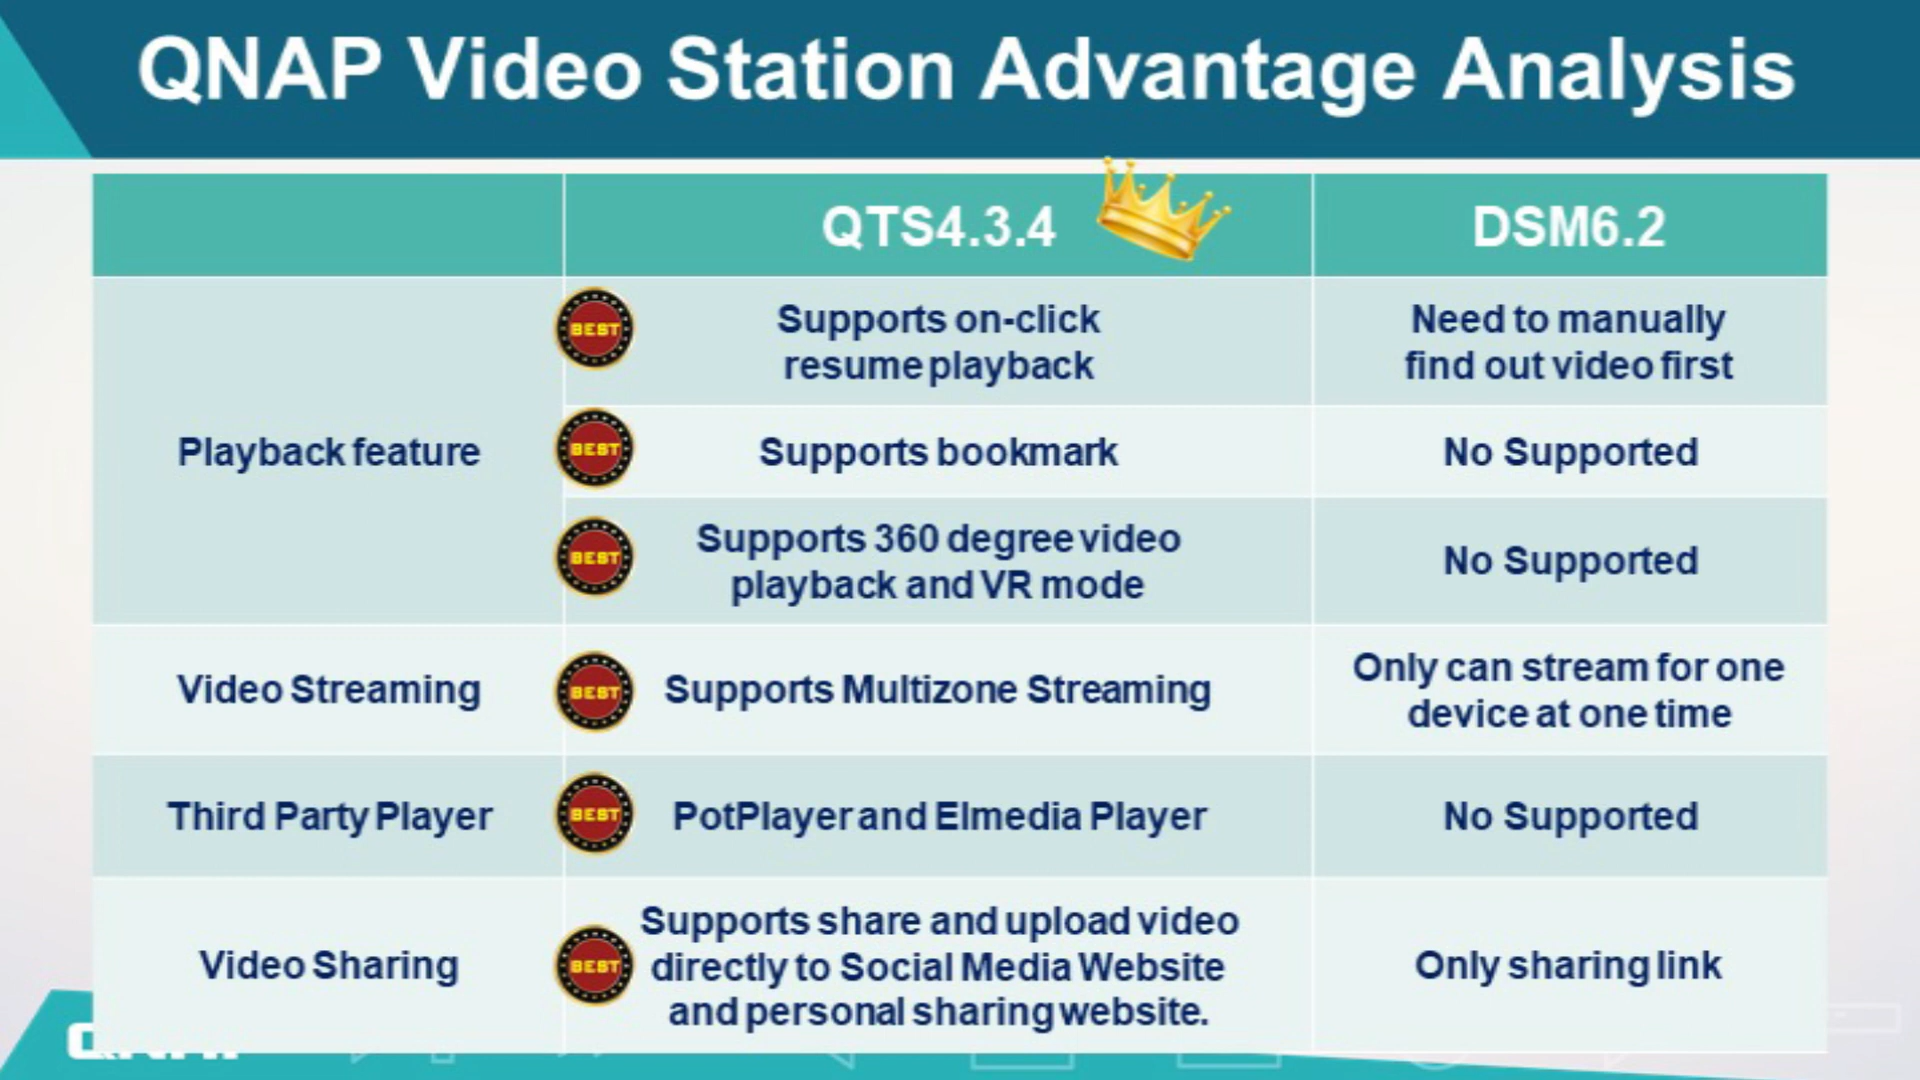 QNAP Video Station Advantage Analysis
QTS4.3.4
DSM6.2
Playback feature
BEST
Supports on-click
resume playback
Need to manually
find out video first
BEST
Supports bookmark
No Supported
BEST
Supports 360 degree video
playback and VR mode
No Supported
Video Streaming
BEST
Supports Multizone Streaming
Only can stream for one
device at one time
Third Party Player
BEST
PotPlayer and Elmedia Player
No Supported
Video Sharing
BEST
Supports share and upload video
directly to Social Media Website
and personal sharing website.
Only sharing link